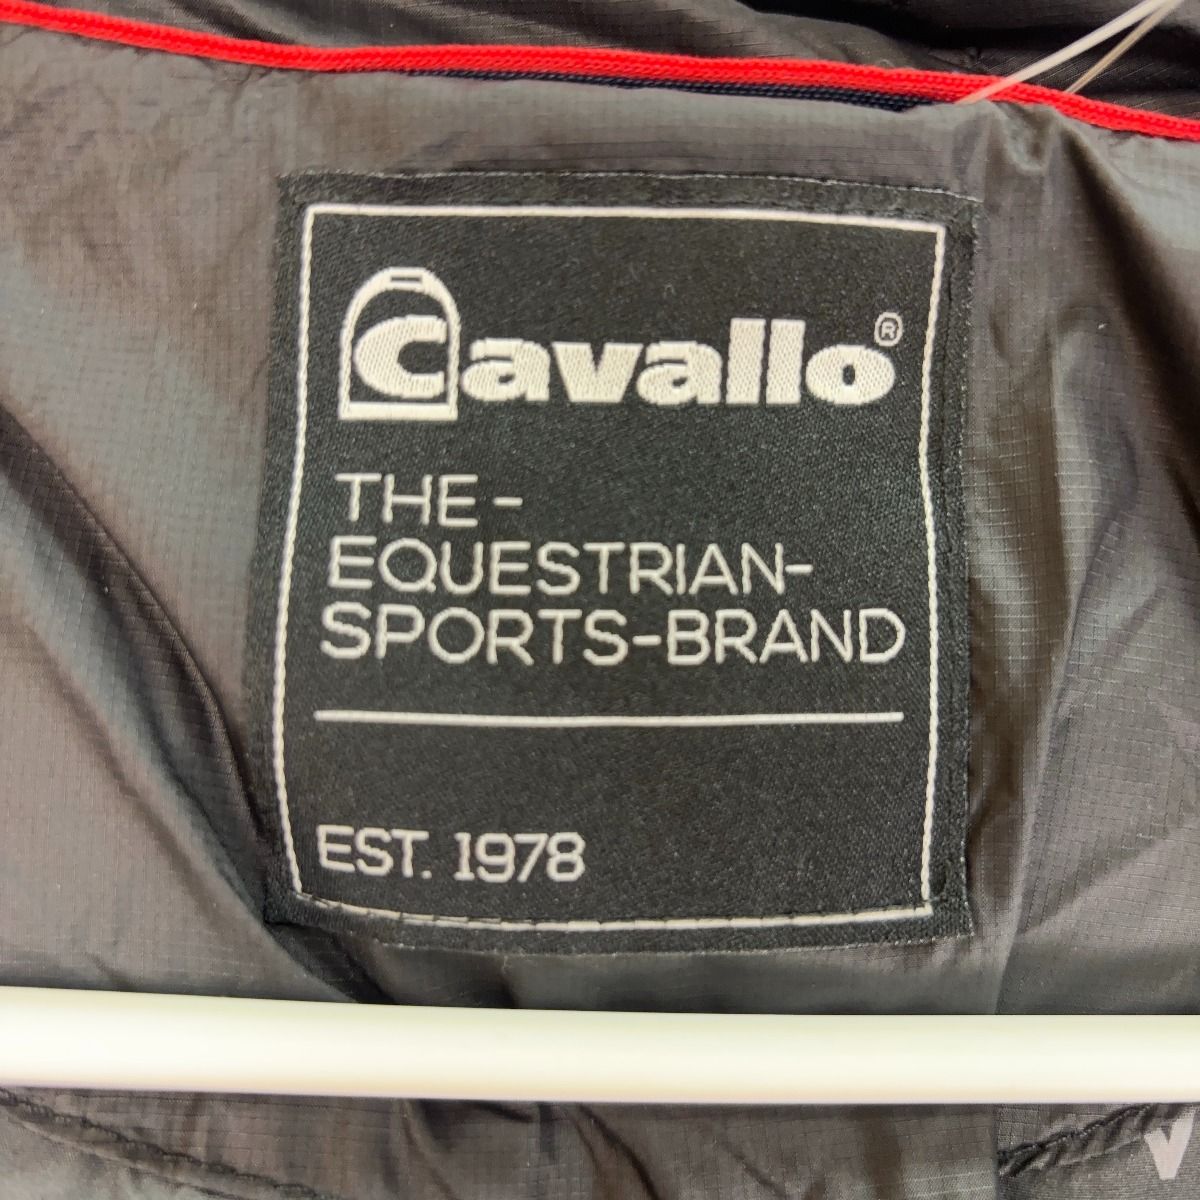 Cavallo®
THE-
EQUESTRIAN-
SPORTS-BRAND
EST. 1978